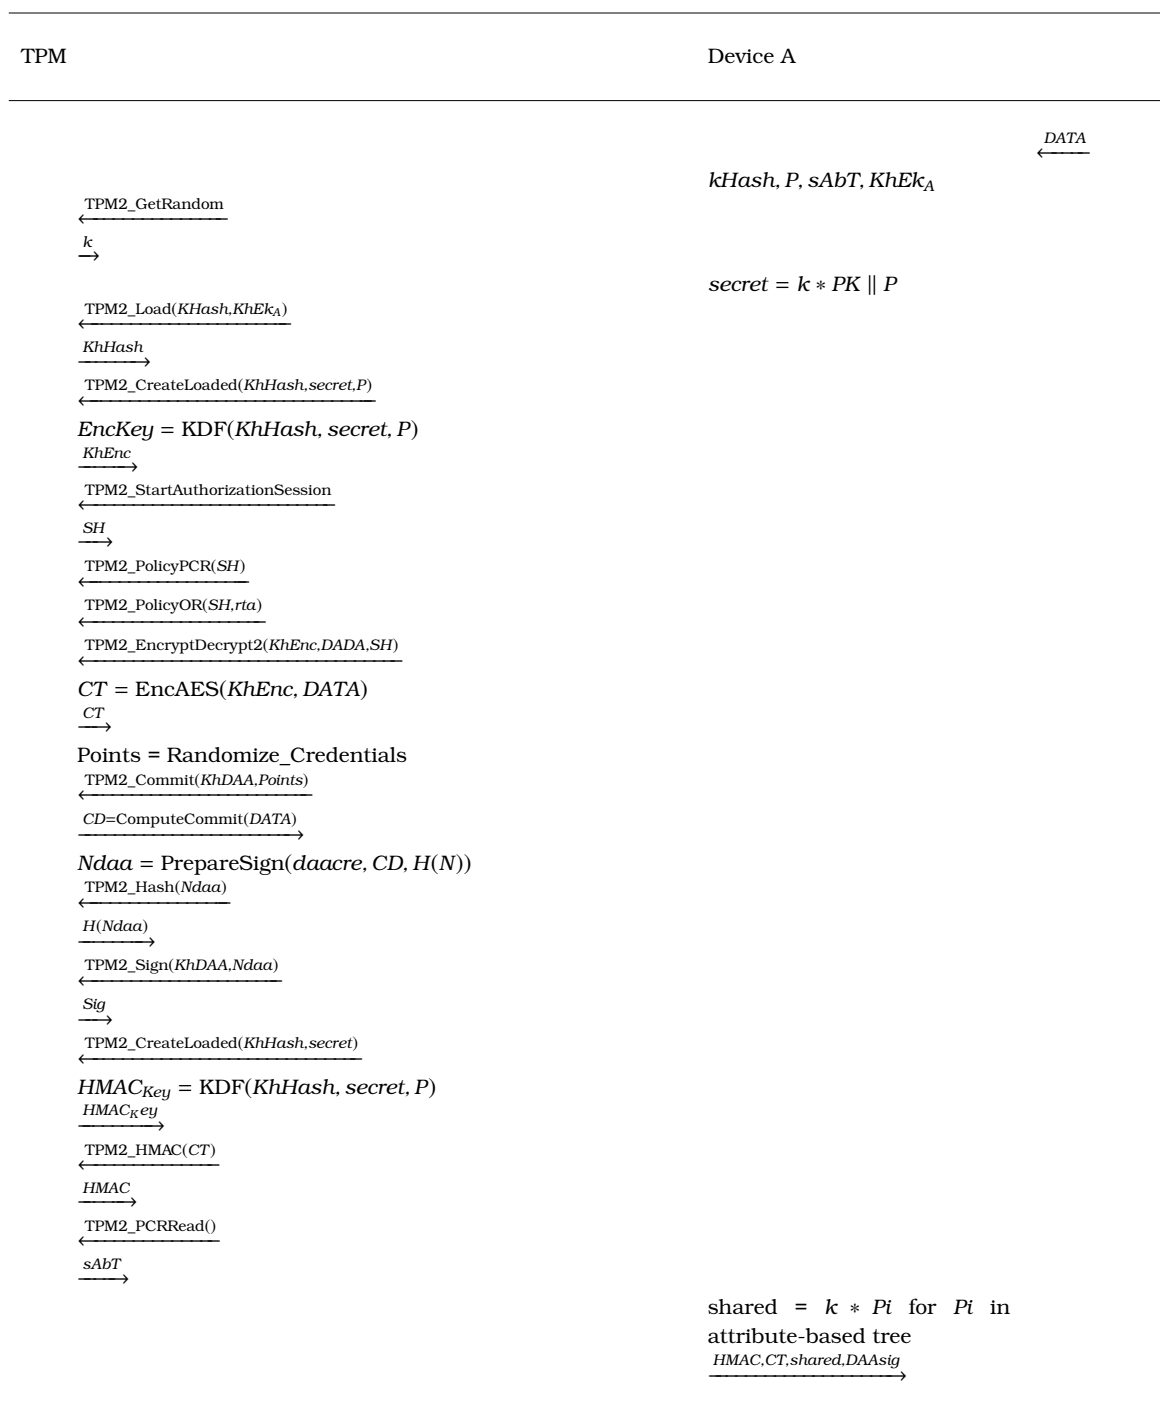 TPM Device A
DATA
kHash, P, sAbT, KhEk_A
TPM2_GetRandom
k
secret = k ∗ PK || P
TPM2_Load(KHash,KhEk_A)
KhHash
TPM2_CreateLoaded(KhHash,secret,P)
EncKey = KDF(KhHash, secret, P)
KhEnc
TPM2_StartAuthorizationSession
SH
TPM2_PolicyPCR(SH)
TPM2_PolicyOR(SH,rta)
TPM2_EncryptDecrypt2(KhEnc,DADA,SH)
CT = EncAES(KhEnc, DATA)
CT
Points = Randomize_Credentials
TPM2_Commit(KhDAA,Points)
CD=ComputeCommit(DATA)
Ndaa = PrepareSign(daacre, CD, H(N))
TPM2_Hash(Ndaa)
H(Ndaa)
TPM2_Sign(KhDAA,Ndaa)
Sig
TPM2_CreateLoaded(KhHash,secret)
HMAC_Key = KDF(KhHash, secret, P)
HMAC_Key
TPM2_HMAC(CT)
HMAC
TPM2_PCRRead()
sAbT
shared = k ∗ Pi for Pi in
attribute-based tree
HMAC,CT,shared,DAAsig